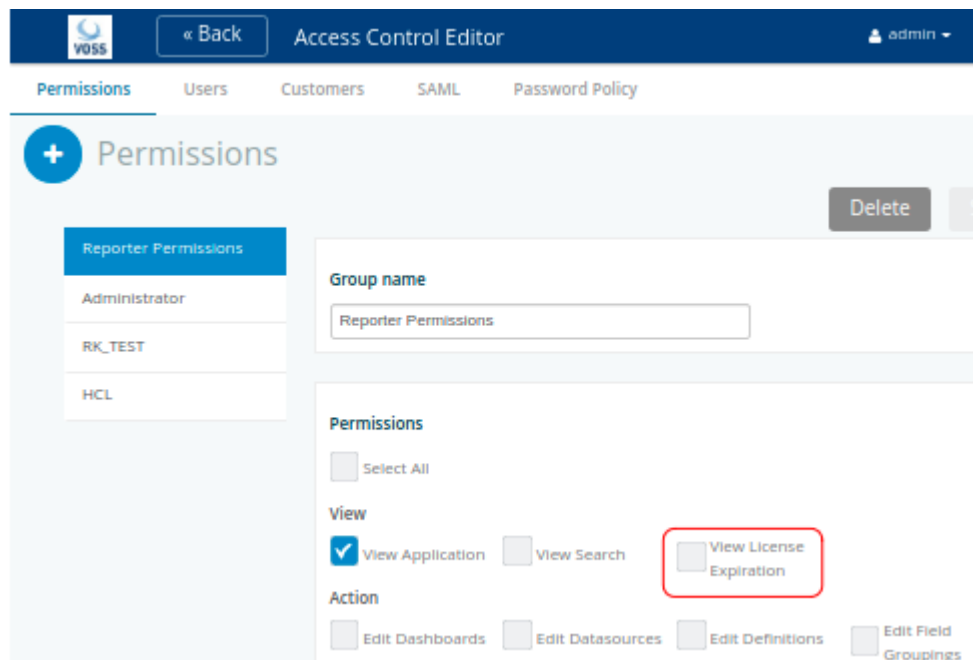 VOSS
« Back
Access Control Editor
admin
Permissions
Users
Customers
SAML
Password Policy
+
Permissions
Delete
Reporter Permissions
Administrator
RK_TEST
HCL
Group name
Reporter Permissions
Permissions
Select All
View
View Application
View Search
View License
Expiration
Action
Edit Dashboards
Edit Datasources
Edit Definitions
Edit Field
Groupings